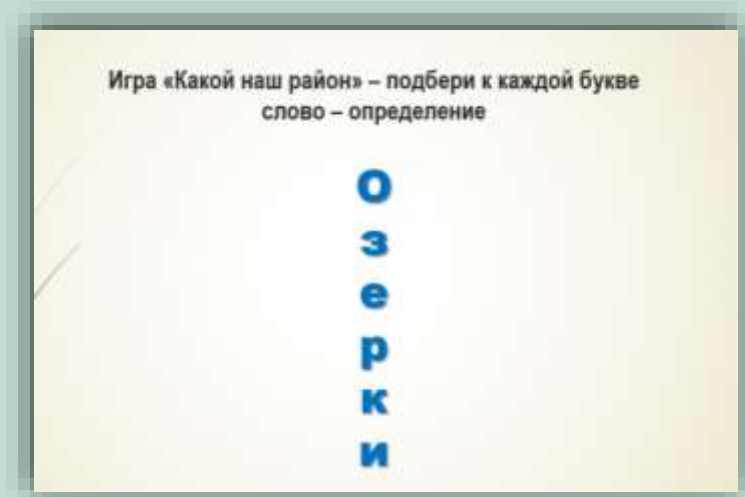 Игра «Какой наш район» – подбери к каждой букве
слово – определение
О
з
е
р
к
и